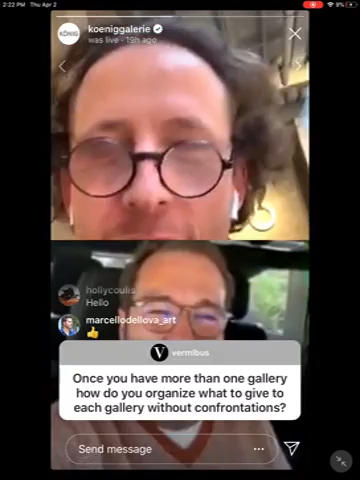 2:22 PM Thu Apr 2
9%
KÖNIG
koeniggalerie
was live · 19h ago
hollycoulis
Hello
marcellodellova_art
👍
V vermibus
Once you have more than one gallery
how do you organize what to give to
each gallery without confrontations?
Send message